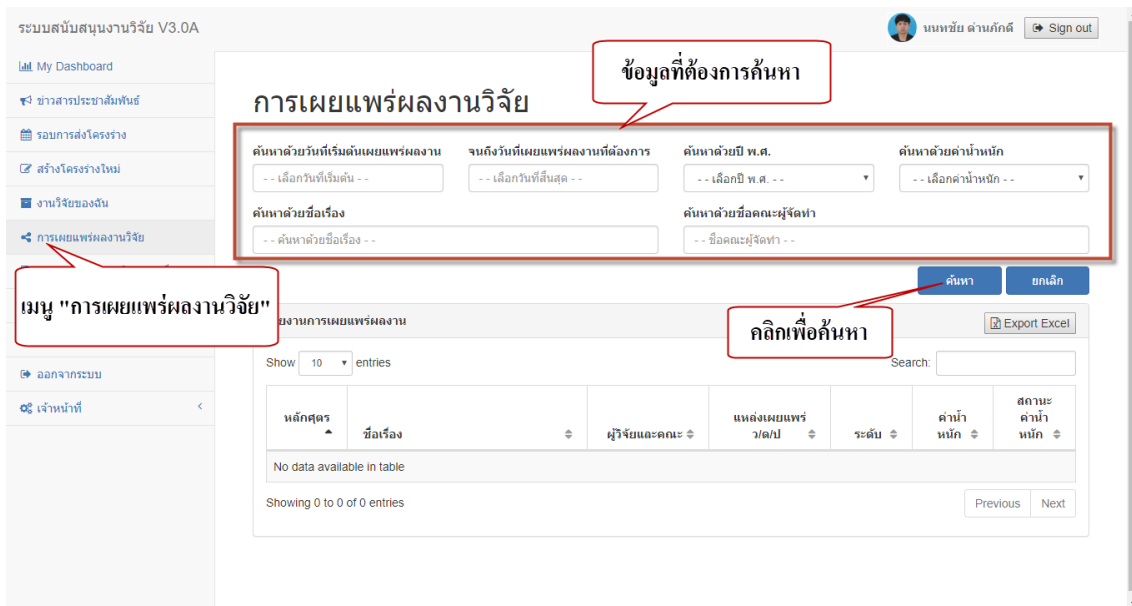 ระบบสนับสนุนงานวิจัย V3.0A
นนทชัย ด่านภักดี
Sign out
My Dashboard
ข่าวสารประชาสัมพันธ์
รอบการส่งโครงร่าง
สร้างโครงร่างใหม่
งานวิจัยของฉัน
การเผยแพร่ผลงานวิจัย
เมนู "การเผยแพร่ผลงานวิจัย"
ออกจากระบบ
เจ้าหน้าที่
ข้อมูลที่ต้องการค้นหา
การเผยแพร่ผลงานวิจัย
ค้นหาด้วยวันที่เริ่มต้นเผยแพร่ผลงาน จนถึงวันที่เผยแพร่ผลงานที่ต้องการ ค้นหาด้วยปี พ.ศ. ค้นหาด้วยค่าน้ำหนัก
- - เลือกวันที่เริ่มต้น - - - - เลือกวันที่สิ้นสุด - - - - เลือกปี พ.ศ. - - - - เลือกค่าน้ำหนัก - -
ค้นหาด้วยชื่อเรื่อง ค้นหาด้วยชื่อคณะผู้จัดทำ
- - ค้นหาด้วยชื่อเรื่อง - - - - ชื่อคณะผู้จัดทำ - -
ค้นหา ยกเลิก
คลิกเพื่อค้นหา
ยงานการเผยแพร่ผลงาน
Export Excel
Show 10 entries Search:
หลักสูตร ชื่อเรื่อง ผู้วิจัยและคณะ แหล่งเผยแพร่ ว/ด/ป ระดับ ค่าน้ำหนัก สถานะค่าน้ำหนัก
No data available in table
Showing 0 to 0 of 0 entries
Previous Next